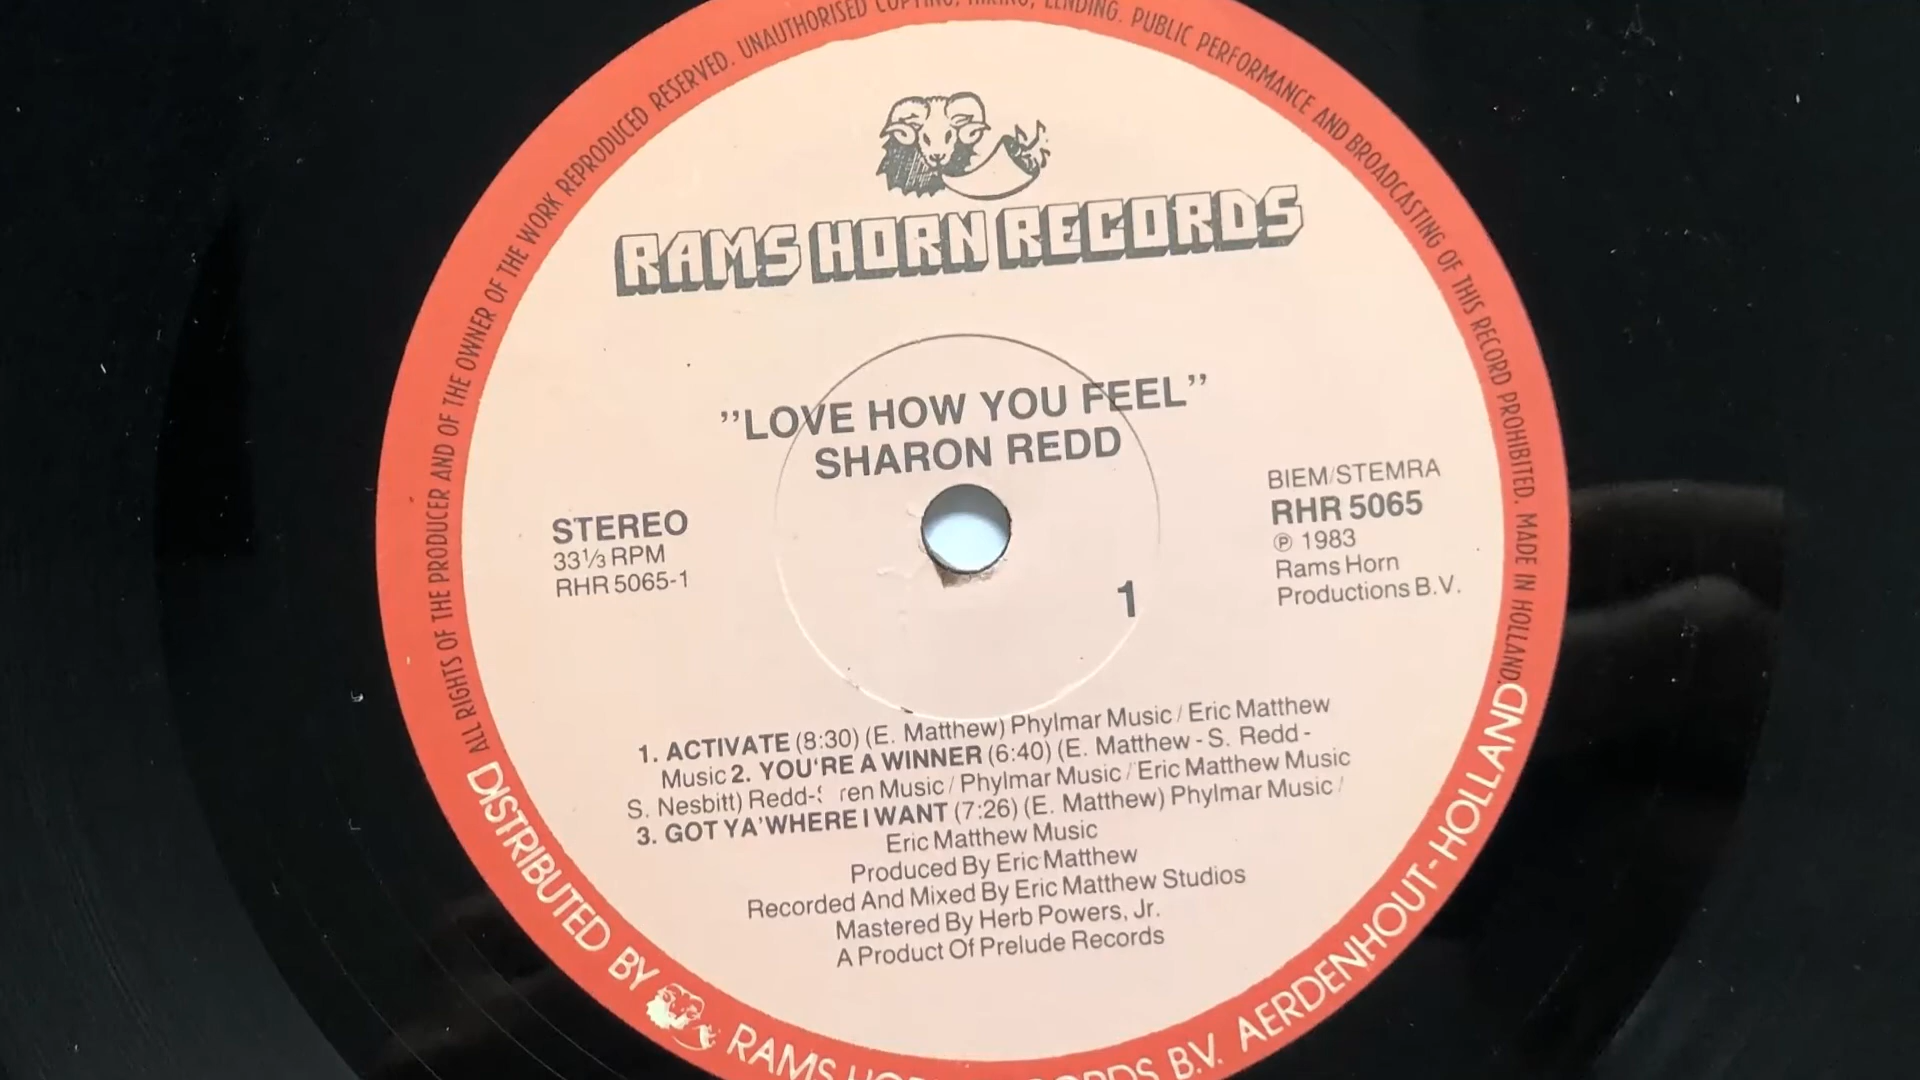 ALL RIGHTS OF THE PRODUCER AND OF THE OWNER OF THE WORK REPRODUCED RESERVED. UNAUTHORISED COPYING, HIRING, LENDING. PUBLIC PERFORMANCE AND BROADCASTING OF THIS RECORD PROHIBITED. MADE IN HOLLAND.
RAMS HORN RECORDS
"LOVE HOW YOU FEEL"
SHARON REDD
STEREO
33⅓ RPM
RHR 5065-1
BIEM/STEMRA
RHR 5065
℗ 1983
Rams Horn
Productions B.V.
1
1. ACTIVATE (8:30) (E. Matthew) Phylmar Music / Eric Matthew
Music 2. YOU'RE A WINNER (6:40) (E. Matthew - S. Redd -
S. Nesbitt) Redd- ren Music / Phylmar Music / Eric Matthew Music
3. GOT YA'WHERE I WANT (7:26) (E. Matthew) Phylmar Music /
Eric Matthew Music
Produced By Eric Matthew
Recorded And Mixed By Eric Matthew Studios
Mastered By Herb Powers, Jr.
A Product Of Prelude Records
DISTRIBUTED BY RAMS HORN RECORDS B.V. AERDENHOUT-HOLLAND